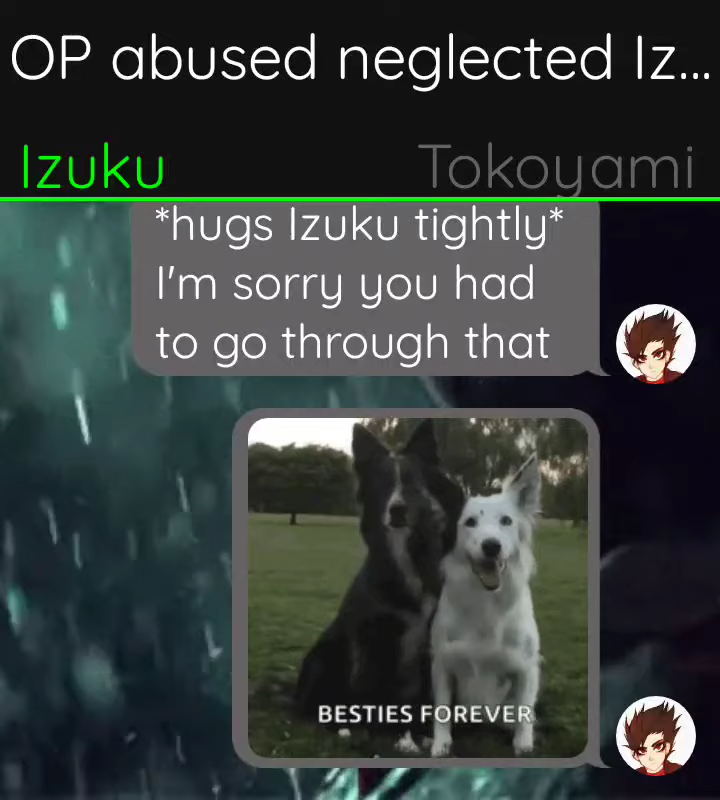 OP abused neglected Iz...
Izuku
Tokoyami
*hugs Izuku tightly*
I'm sorry you had
to go through that
BESTIES FOREVER